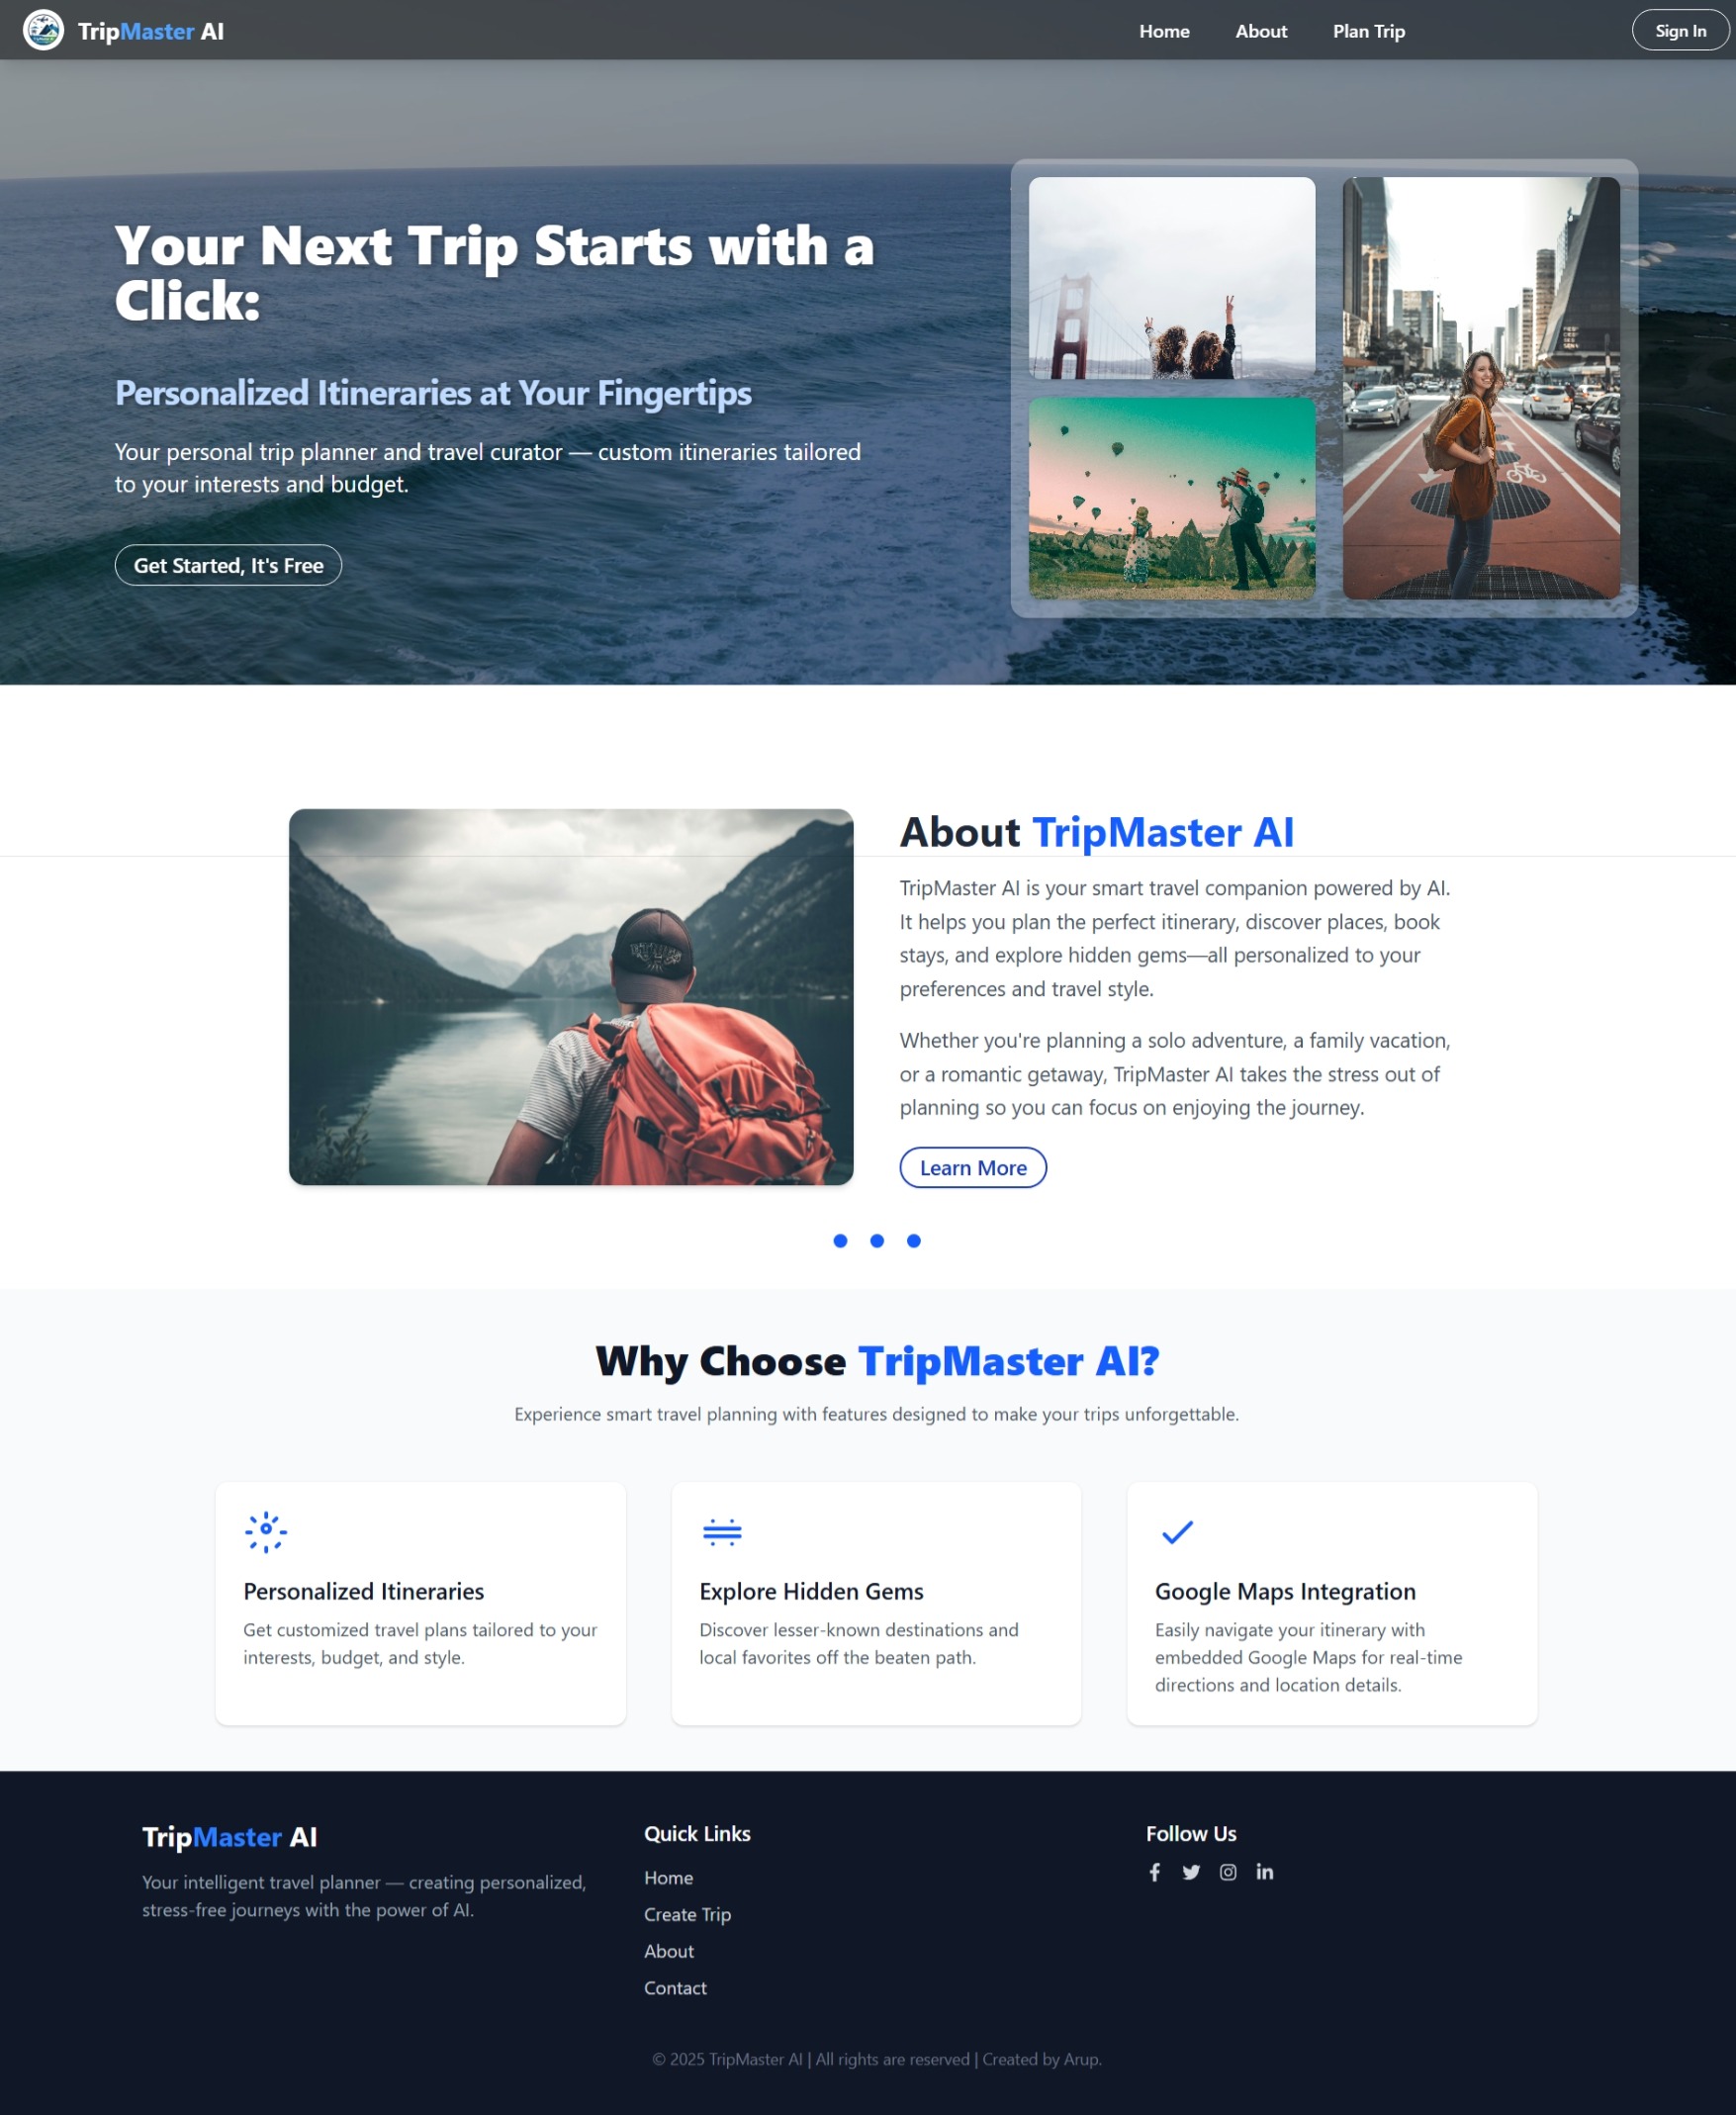 TripMaster AI
Home
About
Plan Trip
Sign In
Your Next Trip Starts with a
Click:
Personalized Itineraries at Your Fingertips
Your personal trip planner and travel curator — custom itineraries tailored
to your interests and budget.
Get Started, It's Free
About TripMaster AI
TripMaster AI is your smart travel companion powered by AI.
It helps you plan the perfect itinerary, discover places, book
stays, and explore hidden gems—all personalized to your
preferences and travel style.
Whether you're planning a solo adventure, a family vacation,
or a romantic getaway, TripMaster AI takes the stress out of
planning so you can focus on enjoying the journey.
Learn More
Why Choose TripMaster AI?
Experience smart travel planning with features designed to make your trips unforgettable.
Personalized Itineraries
Get customized travel plans tailored to your
interests, budget, and style.
Explore Hidden Gems
Discover lesser-known destinations and
local favorites off the beaten path.
Google Maps Integration
Easily navigate your itinerary with
embedded Google Maps for real-time
directions and location details.
TripMaster AI
Your intelligent travel planner — creating personalized,
stress-free journeys with the power of AI.
Quick Links
Home
Create Trip
About
Contact
Follow Us
© 2025 TripMaster AI | All rights are reserved | Created by Arup.